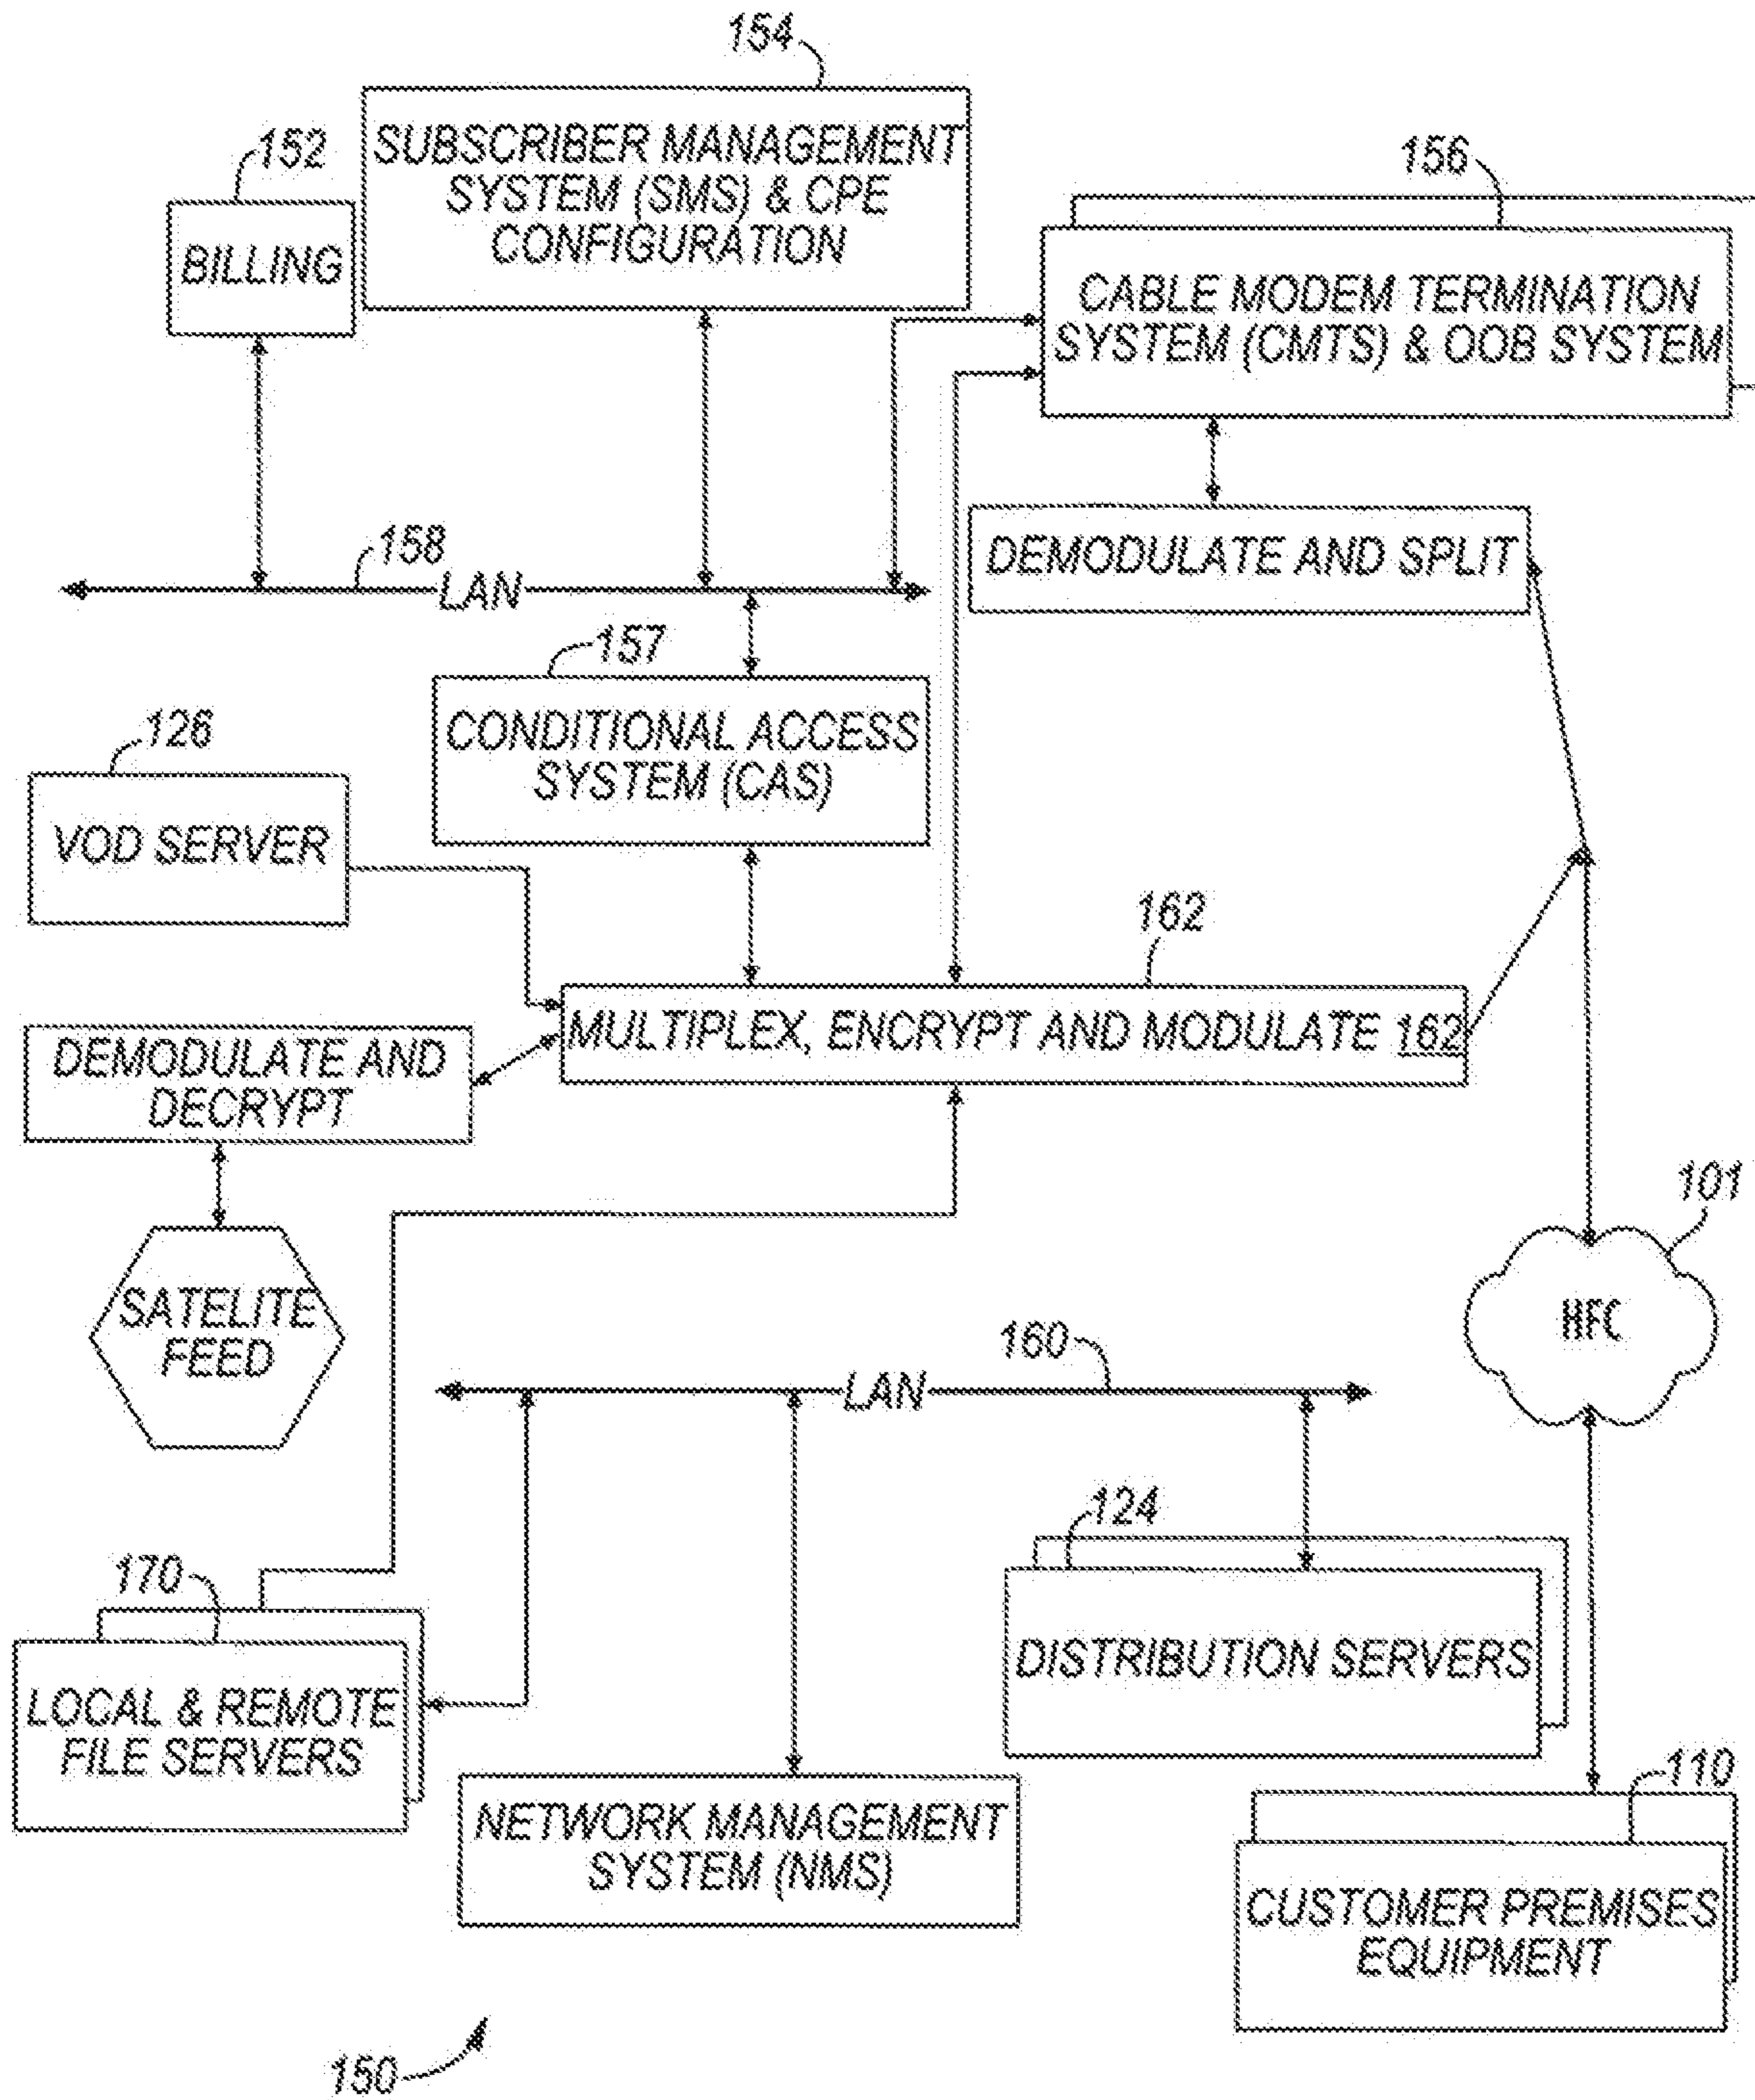 154
SUBSCRIBER MANAGEMENT
SYSTEM (SMS) & CPE
CONFIGURATION
152
BILLING
156
CABLE MODEM TERMINATION
SYSTEM (CMTS) & OOB SYSTEM
DEMODULATE AND SPLIT
158
LAN
157
CONDITIONAL ACCESS
SYSTEM (CAS)
126
VOD SERVER
162
MULTIPLEX, ENCRYPT AND MODULATE 162
DEMODULATE AND
DECRYPT
SATELITE
FEED
101
HFC
160
LAN
124
DISTRIBUTION SERVERS
170
LOCAL & REMOTE
FILE SERVERS
NETWORK MANAGEMENT
SYSTEM (NMS)
110
CUSTOMER PREMISES
EQUIPMENT
150